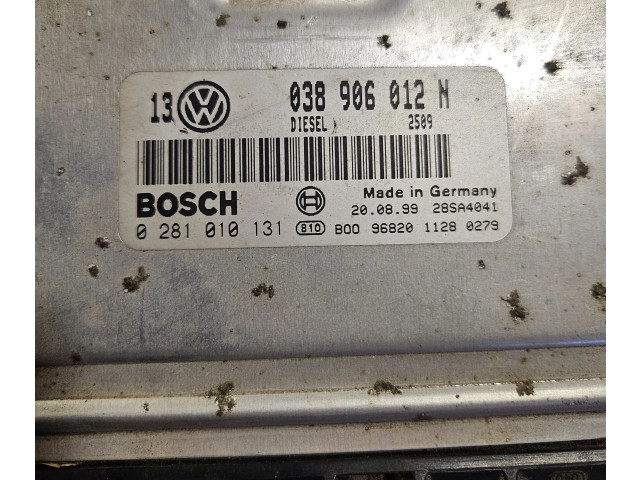 13 VW 038 906 012 N
DIESEL 2509
BOSCH Made in Germany
20.08.99 28SA4041
0 281 010 131 810 B00 96820 1128 0279